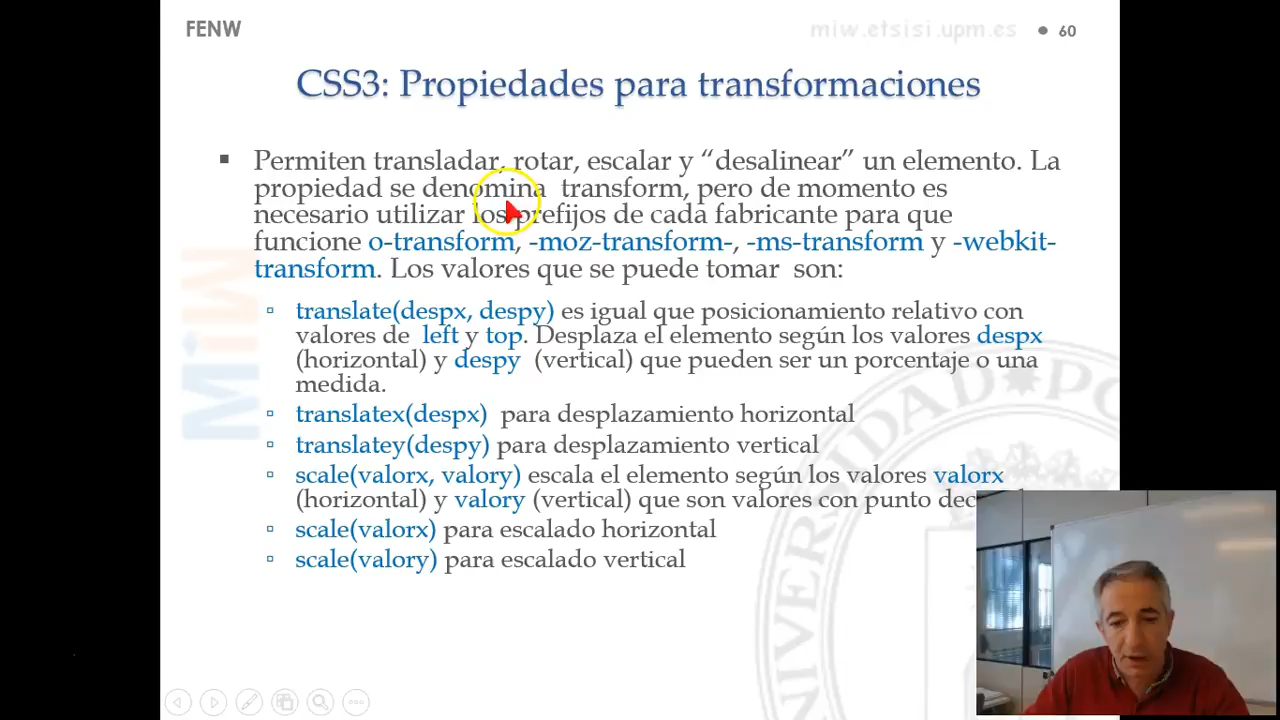 FENW
miw.etsisi.upm.es
60
CSS3: Propiedades para transformaciones
Permiten transladar, rotar, escalar y “desalinear” un elemento. La
propiedad se denomina transform, pero de momento es
necesario utilizar los prefijos de cada fabricante para que
funcione o-transform, -moz-transform-, -ms-transform y -webkit-
transform. Los valores que se puede tomar son:
translate(despx, despy) es igual que posicionamiento relativo con
valores de left y top. Desplaza el elemento según los valores despx
(horizontal) y despy (vertical) que pueden ser un porcentaje o una
medida.
translatex(despx) para desplazamiento horizontal
translatey(despy) para desplazamiento vertical
scale(valorx, valory) escala el elemento según los valores valorx
(horizontal) y valory (vertical) que son valores con punto
scale(valorx) para escalado horizontal
scale(valory) para escalado vertical
MiW
UNIVERSIDAD